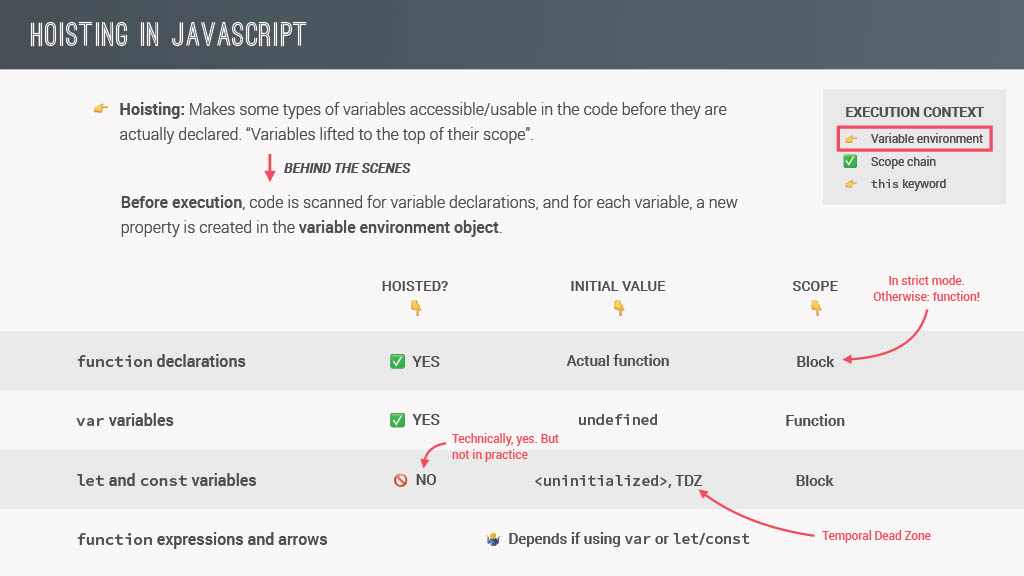 HOISTING IN JAVASCRIPT
Hoisting: Makes some types of variables accessible/usable in the code before they are
actually declared. “Variables lifted to the top of their scope”.
BEHIND THE SCENES
Before execution, code is scanned for variable declarations, and for each variable, a new
property is created in the variable environment object.
EXECUTION CONTEXT
Variable environment
Scope chain
this keyword
HOISTED?
INITIAL VALUE
SCOPE
In strict mode.
Otherwise: function!
function declarations
YES
Actual function
Block
var variables
YES
undefined
Function
Technically, yes. But
not in practice
let and const variables
NO
<uninitialized>, TDZ
Block
Temporal Dead Zone
function expressions and arrows
Depends if using var or let/const